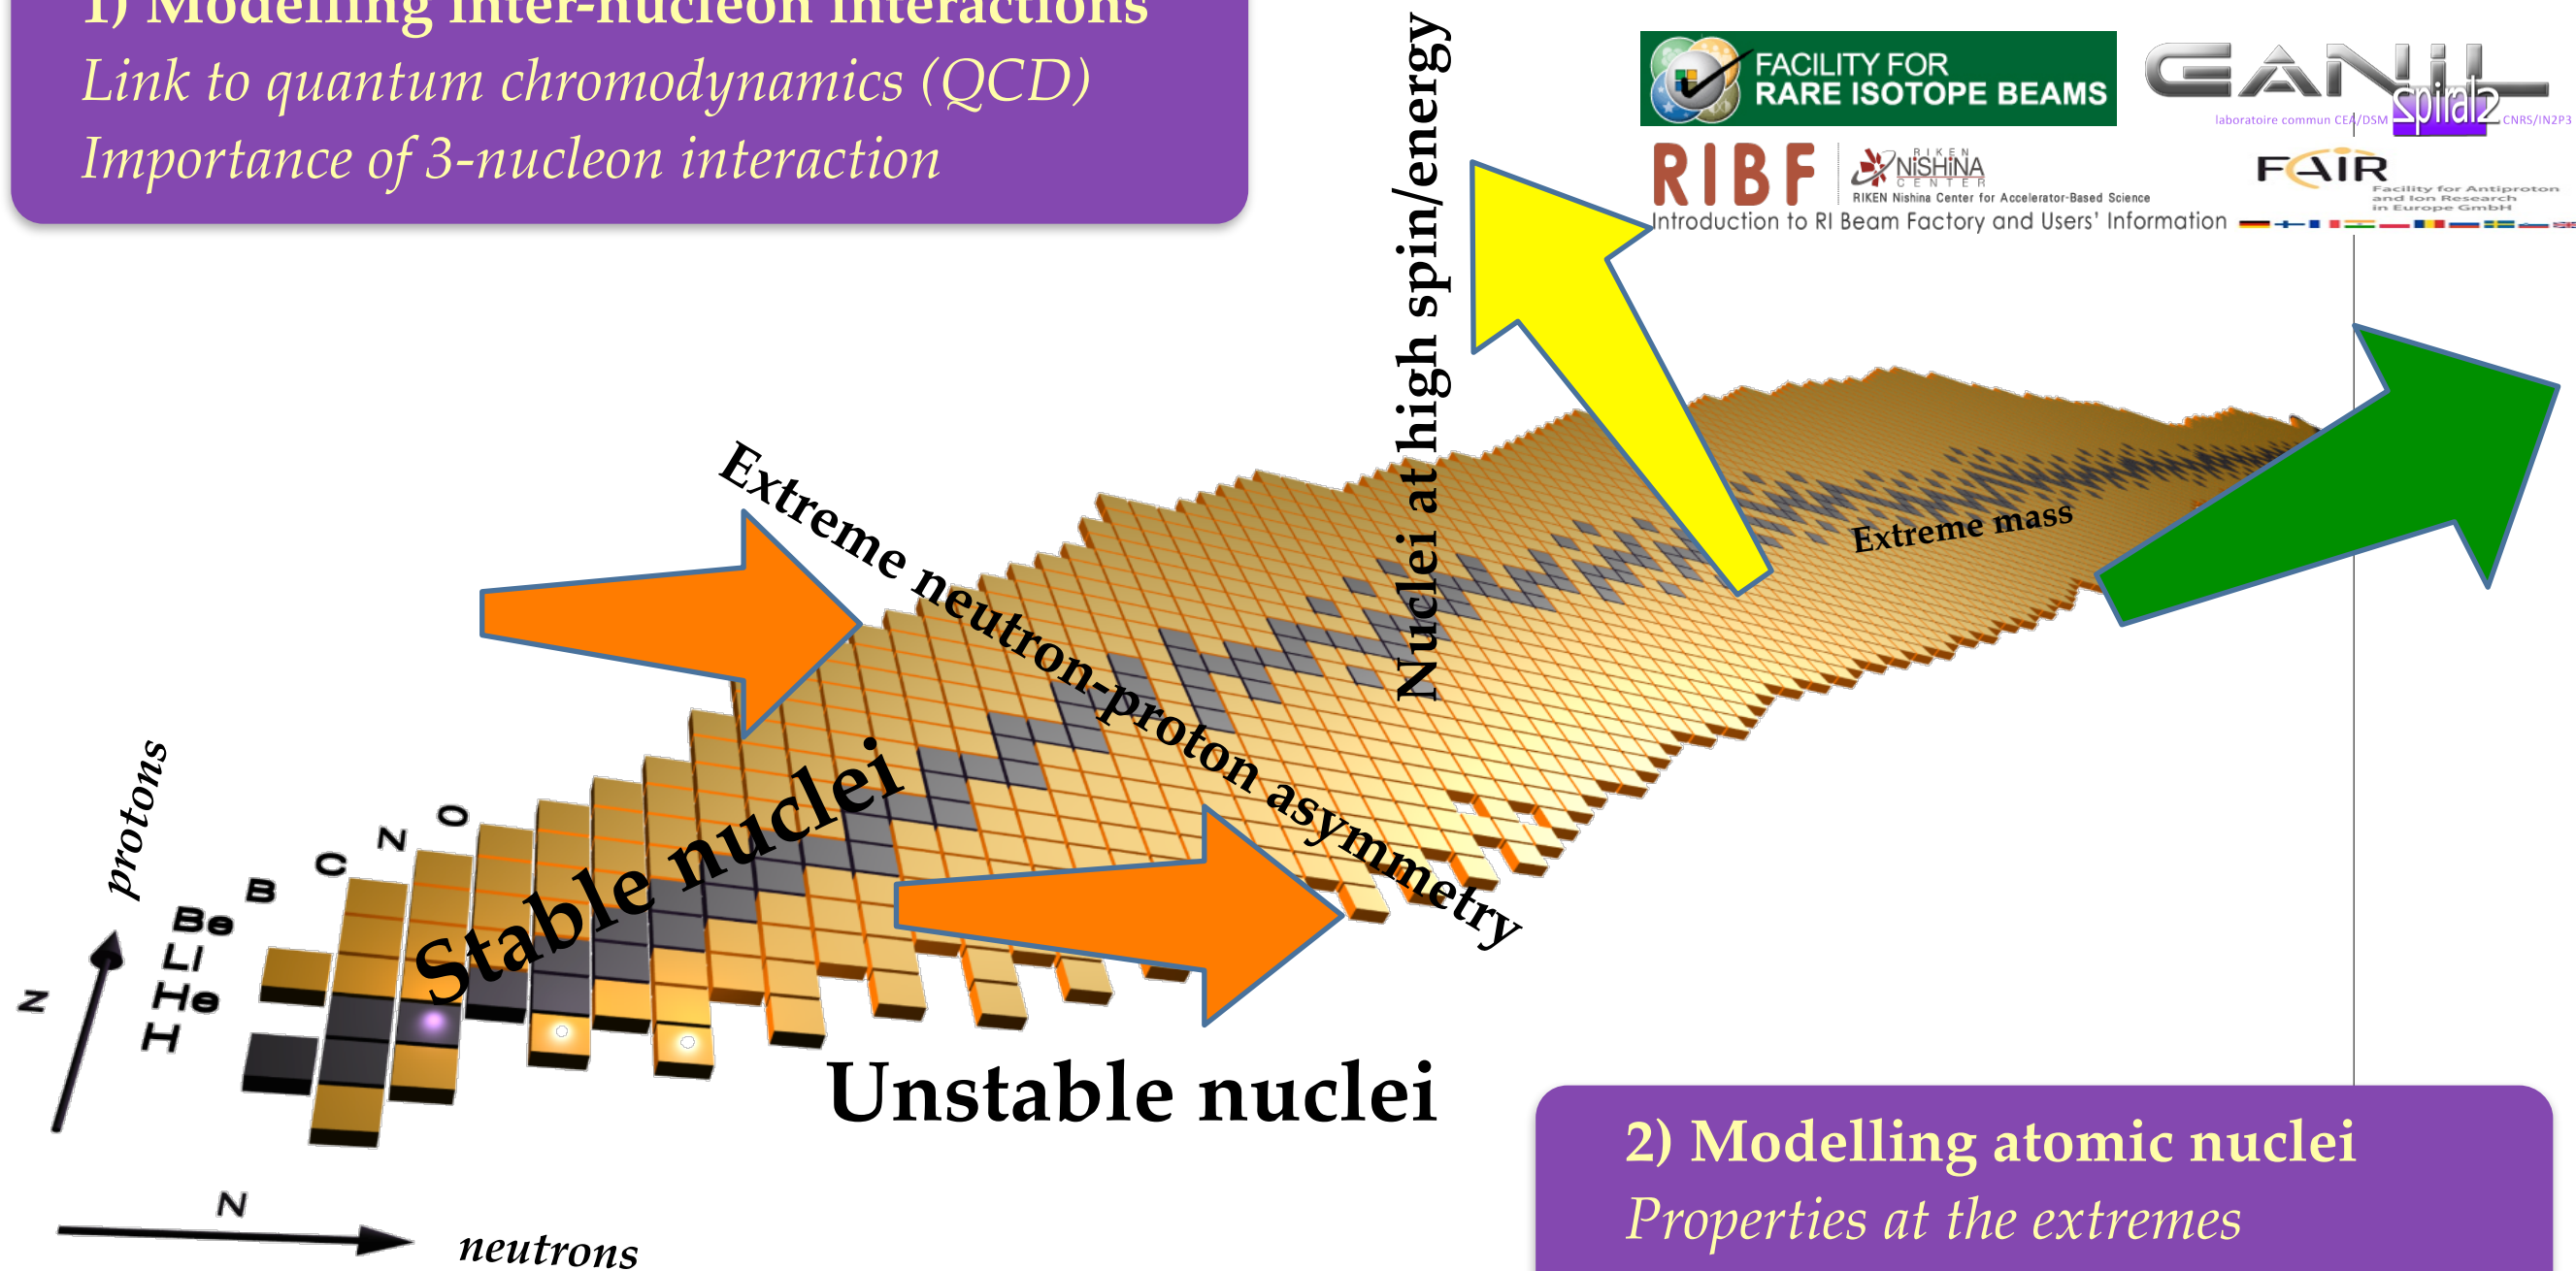 1) Modelling inter-nucleon interactions
Link to quantum chromodynamics (QCD)
Importance of 3-nucleon interaction
Nuclei at high spin/energy
FACILITY FOR
RARE ISOTOPE BEAMS
GANIL
spiral2
laboratoire commun CEA/DSM
CNRS/IN2P3
RIBF
RIKEN
NISHINA
CENTER
RIKEN Nishina Center for Accelerator-Based Science
Introduction to RI Beam Factory and Users' Information
FAIR
Facility for Antiproton
and Ion Research
in Europe GmbH
Extreme neutron-proton asymmetry
Extreme mass
Stable nuclei
protons
O
N
C
B
Be
Li
He
H
Z
Unstable nuclei
N
neutrons
2) Modelling atomic nuclei
Properties at the extremes